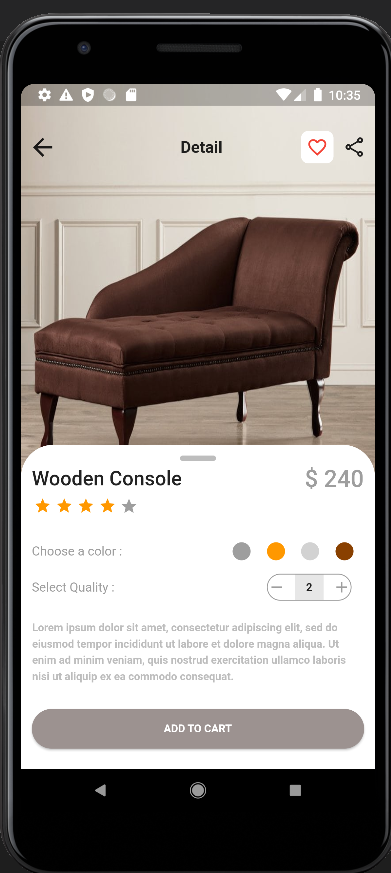 10:35
Detail
Wooden Console
$ 240
Choose a color :
Select Quality :
2
Lorem ipsum dolor sit amet, consectetur adipiscing elit, sed do
eiusmod tempor incididunt ut labore et dolore magna aliqua. Ut
enim ad minim veniam, quis nostrud exercitation ullamco laboris
nisi ut aliquip ex ea commodo consequat.
ADD TO CART